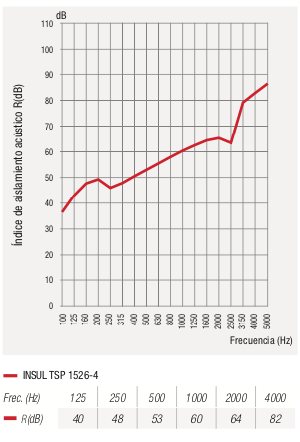 dB
110
100
90
80
70
60
50
40
30
20
10
0
Índice de aislamiento acústico R(dB)
100 125 160 200 250 315 400 500 630 800 1000 1250 1600 2000 2500 3150 4000 5000
Frecuencia (Hz)
INSUL TSP 1526-4
Frec. (Hz) 125 250 500 1000 2000 4000
R(dB) 40 48 53 60 64 82